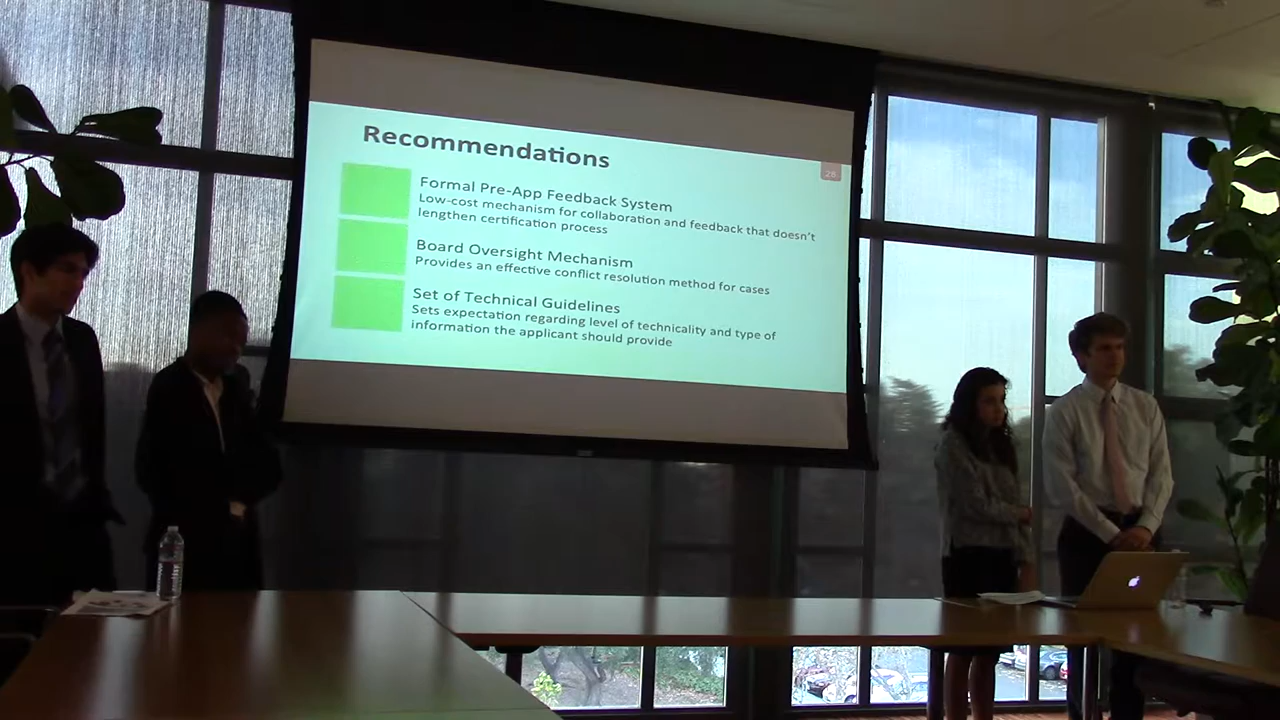 Recommendations
28
Formal Pre-App Feedback System
Low-cost mechanism for collaboration and feedback that doesn't
lengthen certification process
Board Oversight Mechanism
Provides an effective conflict resolution method for cases
Set of Technical Guidelines
Sets expectation regarding level of technicality and type of
information the applicant should provide